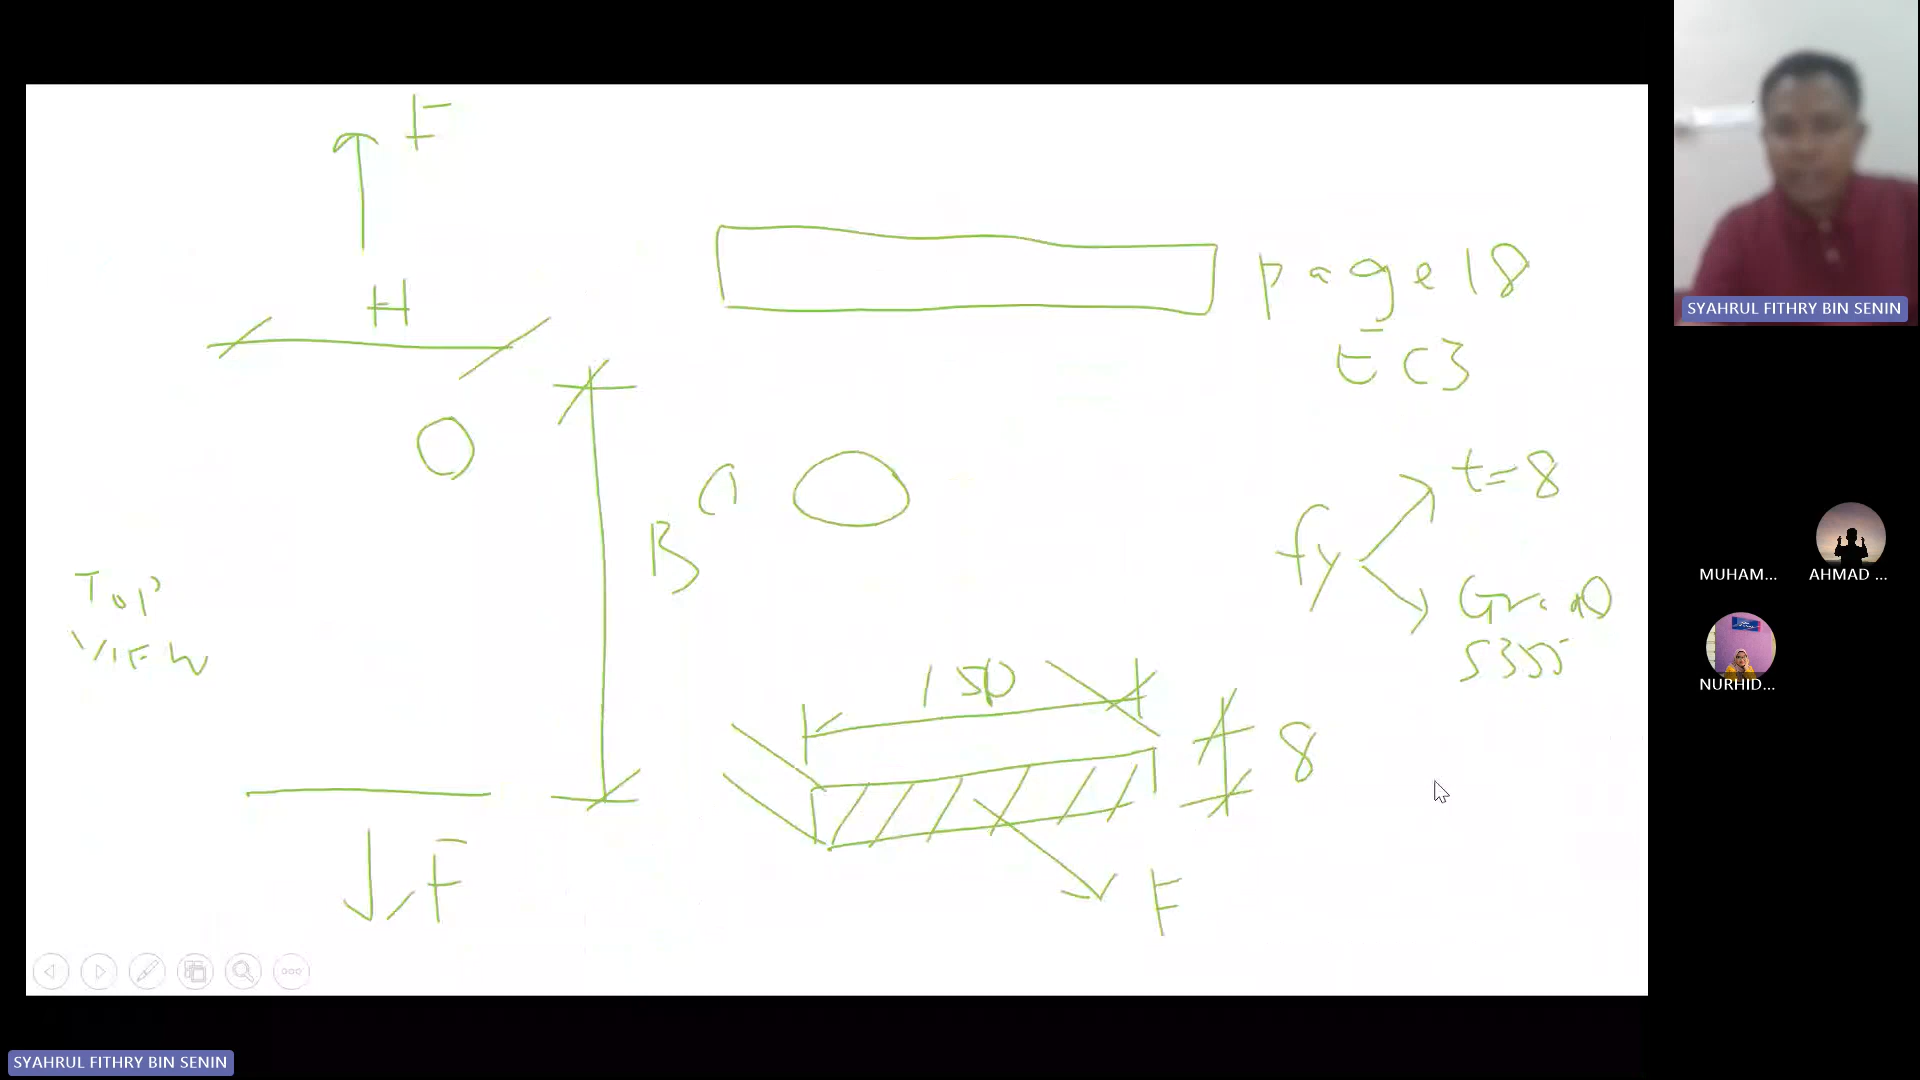 F
H
page 18
EC3
B
t=8
fy
TOP
VIEW
S355
150
8
F
F
SYAHRUL FITHRY BIN SENIN
MUHAM...
AHMAD ...
NURHID...
SYAHRUL FITHRY BIN SENIN